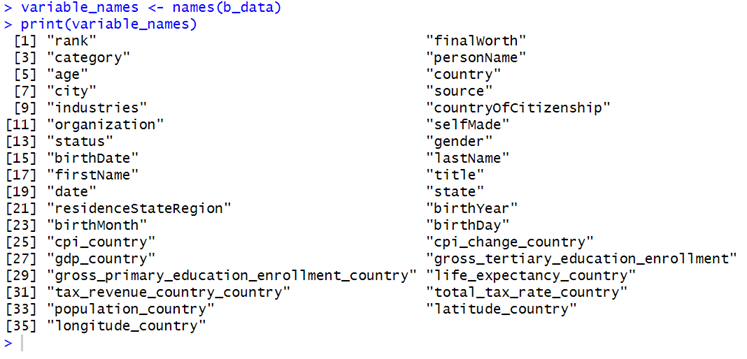 > variable_names <- names(b_data)
> print(variable_names)
 [1] "rank"                               "finalWorth"
 [3] "category"                           "personName"
 [5] "age"                                "country"
 [7] "city"                               "source"
 [9] "industries"                         "countryOfCitizenship"
[11] "organization"                       "selfMade"
[13] "status"                             "gender"
[15] "birthDate"                          "lastName"
[17] "firstName"                          "title"
[19] "date"                               "state"
[21] "residenceStateRegion"               "birthYear"
[23] "birthMonth"                         "birthDay"
[25] "cpi_country"                        "cpi_change_country"
[27] "gdp_country"                        "gross_tertiary_education_enrollment"
[29] "gross_primary_education_enrollment_country" "life_expectancy_country"
[31] "tax_revenue_country_country"        "total_tax_rate_country"
[33] "population_country"                 "latitude_country"
[35] "longitude_country"
>